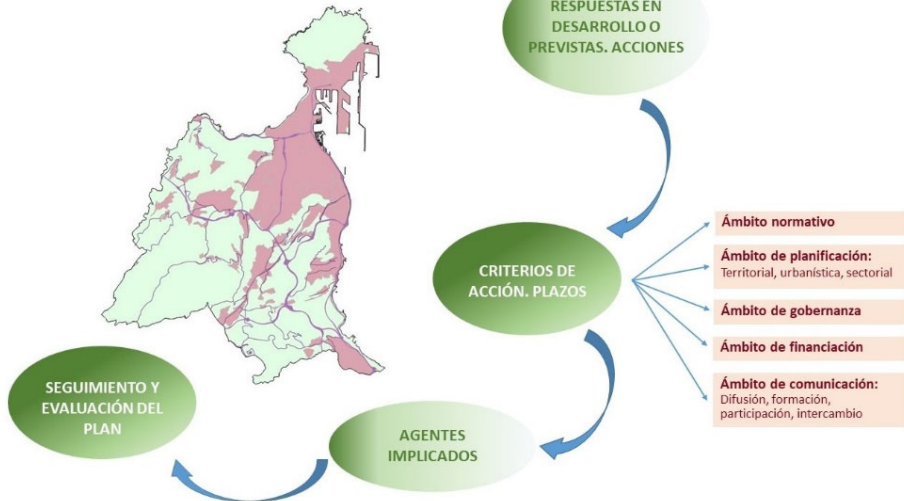 RESPUESTAS EN
DESARROLLO O
PREVISTAS. ACCIONES
CRITERIOS DE
ACCIÓN. PLAZOS
Ámbito normativo
Ámbito de planificación:
Territorial, urbanística, sectorial
Ámbito de gobernanza
Ámbito de financiación
Ámbito de comunicación:
Difusión, formación,
participación, intercambio
AGENTES
IMPLICADOS
SEGUIMIENTO Y
EVALUACIÓN DEL
PLAN